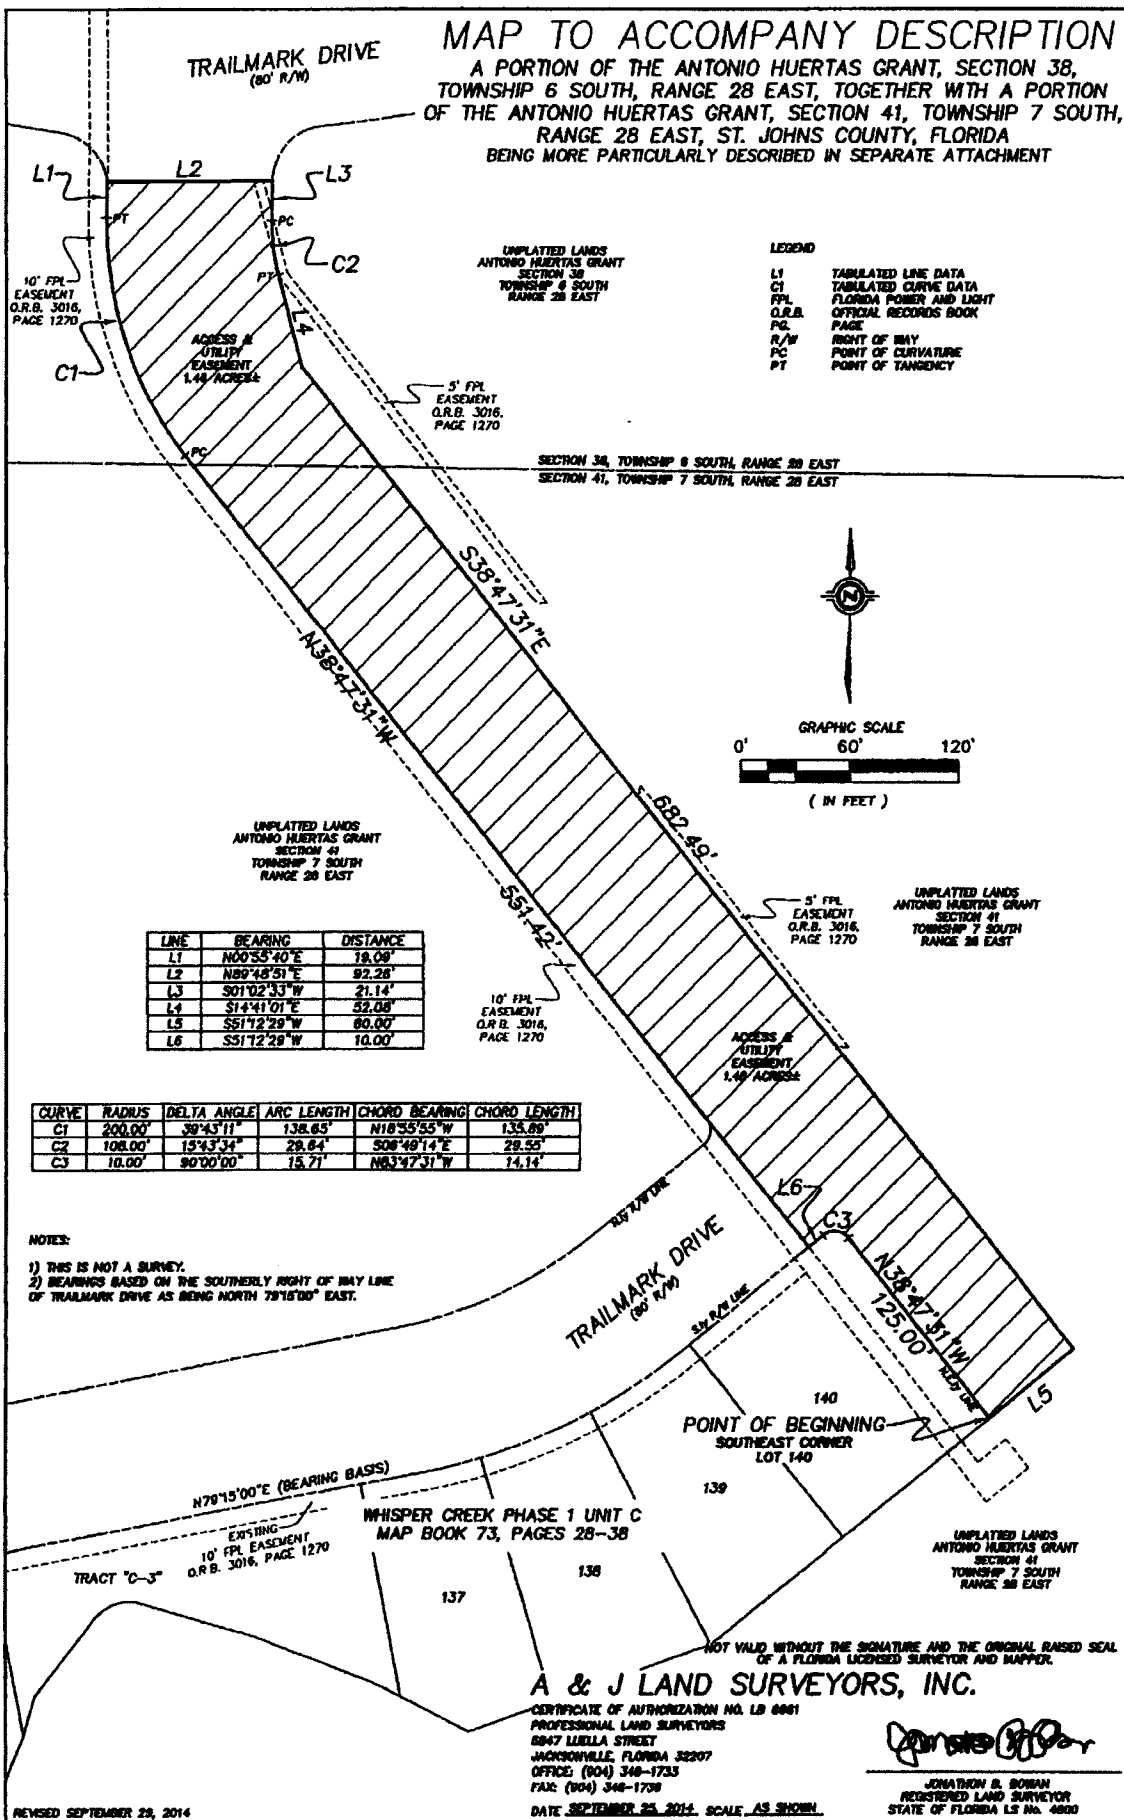 MAP TO ACCOMPANY DESCRIPTION
A PORTION OF THE ANTONIO HUERTAS GRANT, SECTION 38,
TOWNSHIP 6 SOUTH, RANGE 28 EAST, TOGETHER WITH A PORTION
OF THE ANTONIO HUERTAS GRANT, SECTION 41, TOWNSHIP 7 SOUTH,
RANGE 28 EAST, ST. JOHNS COUNTY, FLORIDA
BEING MORE PARTICULARLY DESCRIBED IN SEPARATE ATTACHMENT
TRAILMARK DRIVE
(80' R/W)
L1
L2
L3
PT
PC
C2
PT
L4
10' FPL
EASEMENT
O.R.B. 3016,
PAGE 1270
C1
ACCESS &
UTILITY
EASEMENT
1.48 ACRES±
PC
UNPLATTED LANDS
ANTONIO HUERTAS GRANT
SECTION 38
TOWNSHIP 6 SOUTH
RANGE 28 EAST
LEGEND
L1 TABULATED LINE DATA
C1 TABULATED CURVE DATA
FPL FLORIDA POWER AND LIGHT
O.R.B. OFFICIAL RECORDS BOOK
PG. PAGE
R/W RIGHT OF WAY
PC POINT OF CURVATURE
PT POINT OF TANGENCY
5' FPL
EASEMENT
O.R.B. 3016,
PAGE 1270
SECTION 38, TOWNSHIP 6 SOUTH, RANGE 28 EAST
SECTION 41, TOWNSHIP 7 SOUTH, RANGE 28 EAST
S38°47'31"E
682.49'
N38°47'31"W
551.42'
N
GRAPHIC SCALE
0' 60' 120'
( IN FEET )
UNPLATTED LANDS
ANTONIO HUERTAS GRANT
SECTION 41
TOWNSHIP 7 SOUTH
RANGE 28 EAST
5' FPL
EASEMENT
O.R.B. 3016,
PAGE 1270
UNPLATTED LANDS
ANTONIO HUERTAS GRANT
SECTION 41
TOWNSHIP 7 SOUTH
RANGE 28 EAST
LINE BEARING DISTANCE
L1 N00°55'40"E 19.09'
L2 N89°48'51"E 92.26'
L3 S01°02'33"W 21.14'
L4 S14°41'01"E 52.08'
L5 S51°12'29"W 60.00'
L6 S51°12'29"W 10.00'
10' FPL
EASEMENT
O.R.B. 3016,
PAGE 1270
ACCESS &
UTILITY
EASEMENT
1.48 ACRES±
CURVE RADIUS DELTA ANGLE ARC LENGTH CHORD BEARING CHORD LENGTH
C1 200.00' 39°43'11" 138.65' N18°55'55"W 135.89'
C2 108.00' 15°43'34" 29.64' S06°49'14"E 29.55'
C3 10.00' 90°00'00" 15.71' N83°47'31"W 14.14'
L6
C3
N'ly R/W LINE
TRAILMARK DRIVE
(80' R/W)
S'ly R/W LINE
N38°47'31"W
125.00'
N.E'ly LINE
L5
NOTES:
1) THIS IS NOT A SURVEY.
2) BEARINGS BASED ON THE SOUTHERLY RIGHT OF WAY LINE
OF TRAILMARK DRIVE AS BEING NORTH 79°15'00" EAST.
140
POINT OF BEGINNING
SOUTHEAST CORNER
LOT 140
139
N79°15'00"E (BEARING BASIS)
EXISTING
10' FPL EASEMENT
O.R.B. 3016, PAGE 1270
WHISPER CREEK PHASE 1 UNIT C
MAP BOOK 73, PAGES 28-38
TRACT "C-3"
137
138
UNPLATTED LANDS
ANTONIO HUERTAS GRANT
SECTION 41
TOWNSHIP 7 SOUTH
RANGE 28 EAST
NOT VALID WITHOUT THE SIGNATURE AND THE ORIGINAL RAISED SEAL
OF A FLORIDA LICENSED SURVEYOR AND MAPPER.
A & J LAND SURVEYORS, INC.
CERTIFICATE OF AUTHORIZATION NO. LB 6661
PROFESSIONAL LAND SURVEYORS
5847 LUELLA STREET
JACKSONVILLE, FLORIDA 32207
OFFICE: (904) 346-1733
FAX: (904) 346-1736
JONATHON B. BOWAN
REGISTERED LAND SURVEYOR
STATE OF FLORIDA LS No. 4600
REVISED SEPTEMBER 29, 2014
DATE SEPTEMBER 25, 2014 SCALE AS SHOWN